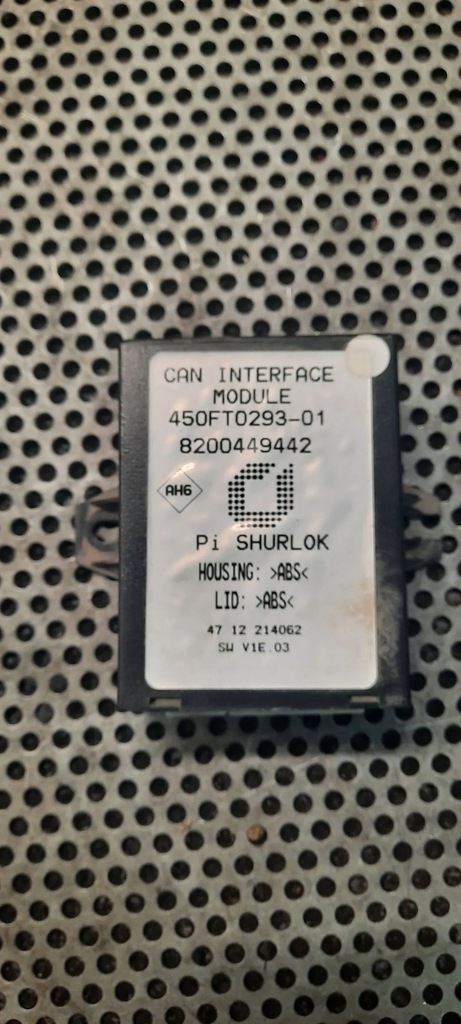 CAN INTERFACE
MODULE
450FT0293-01
8200449442
AH6
Pi SHURLOK
HOUSING: >ABS<
LID: >ABS<
47 12 214062
SW V1E.03